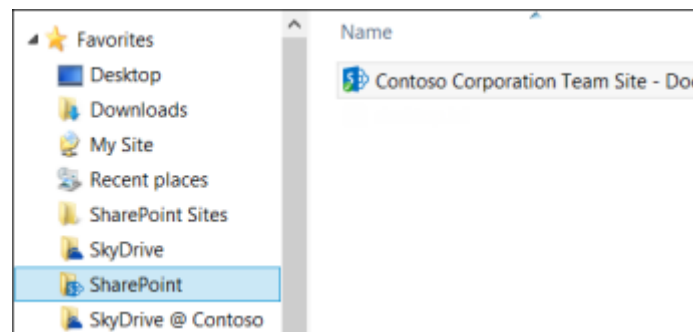 Favorites
Desktop
Downloads
My Site
Recent places
SharePoint Sites
SkyDrive
SharePoint
SkyDrive @ Contoso
Name
Contoso Corporation Team Site - Do